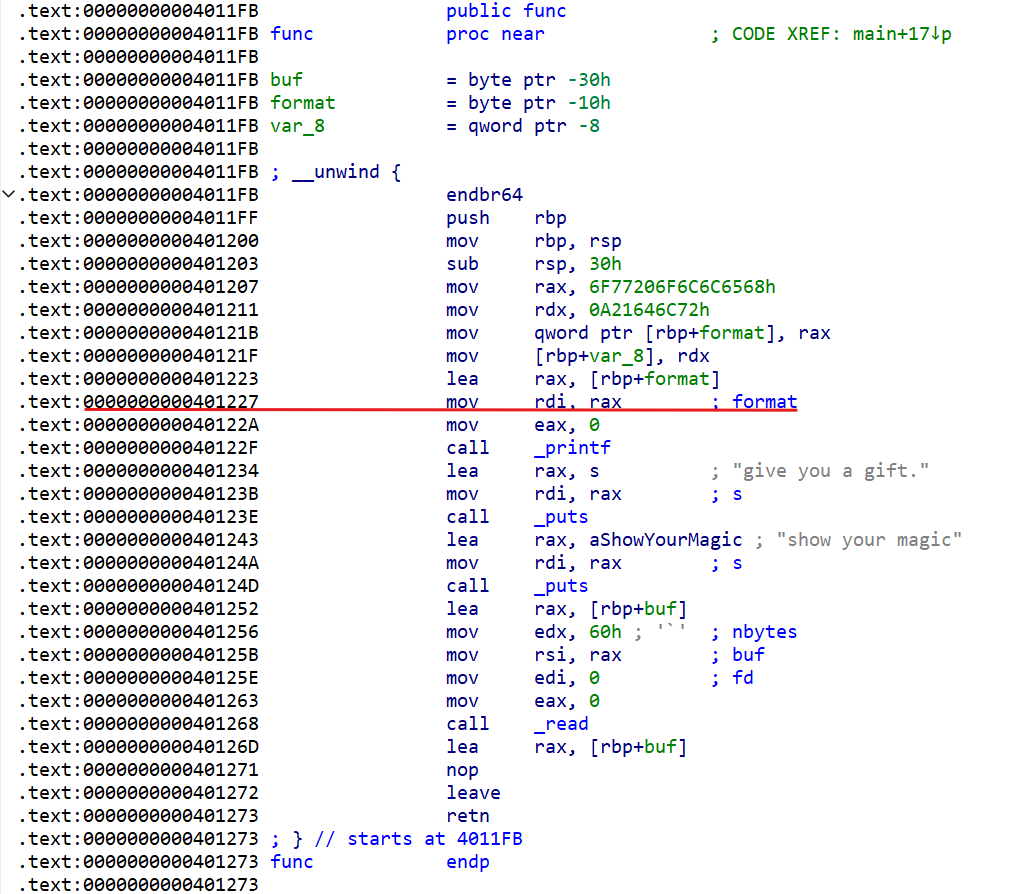 .text:00000000004011FB                 public func
.text:00000000004011FB func            proc near               ; CODE XREF: main+17↓p
.text:00000000004011FB
.text:00000000004011FB buf             = byte ptr -30h
.text:00000000004011FB format          = byte ptr -10h
.text:00000000004011FB var_8           = qword ptr -8
.text:00000000004011FB
.text:00000000004011FB ; __unwind {
.text:00000000004011FB                 endbr64
.text:00000000004011FF                 push    rbp
.text:0000000000401200                 mov     rbp, rsp
.text:0000000000401203                 sub     rsp, 30h
.text:0000000000401207                 mov     rax, 6F77206F6C6C6568h
.text:0000000000401211                 mov     rdx, 0A21646C72h
.text:000000000040121B                 mov     qword ptr [rbp+format], rax
.text:000000000040121F                 mov     [rbp+var_8], rdx
.text:0000000000401223                 lea     rax, [rbp+format]
.text:0000000000401227                 mov     rdi, rax        ; format
.text:000000000040122A                 mov     eax, 0
.text:000000000040122F                 call    _printf
.text:0000000000401234                 lea     rax, s          ; "give you a gift."
.text:000000000040123B                 mov     rdi, rax        ; s
.text:000000000040123E                 call    _puts
.text:0000000000401243                 lea     rax, aShowYourMagic ; "show your magic"
.text:000000000040124A                 mov     rdi, rax        ; s
.text:000000000040124D                 call    _puts
.text:0000000000401252                 lea     rax, [rbp+buf]
.text:0000000000401256                 mov     edx, 60h ; '`'  ; nbytes
.text:000000000040125B                 mov     rsi, rax        ; buf
.text:000000000040125E                 mov     edi, 0          ; fd
.text:0000000000401263                 mov     eax, 0
.text:0000000000401268                 call    _read
.text:000000000040126D                 lea     rax, [rbp+buf]
.text:0000000000401271                 nop
.text:0000000000401272                 leave
.text:0000000000401273                 retn
.text:0000000000401273 ; } // starts at 4011FB
.text:0000000000401273 func            endp
.text:0000000000401273